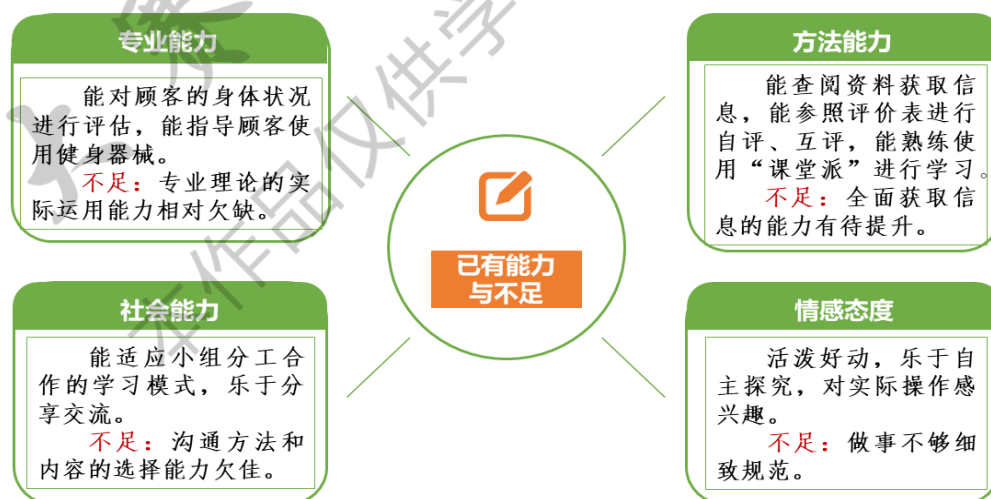 专业能力
能对顾客的身体状况
进行评估，能指导顾客使
用健身器械。
不足：专业理论的实
际运用能力相对欠缺。
方法能力
能查阅资料获取信
息，能参照评价表进行
自评、互评，能熟练使
用“课堂派”进行学习。
不足：全面获取信
息的能力有待提升。
已有能力
与不足
社会能力
能适应小组分工合
作的学习模式，乐于分
享交流。
不足：沟通方法和
内容的选择能力欠佳。
情感态度
活泼好动，乐于自
主探究，对实际操作感
兴趣。
不足：做事不够细
致规范。
大赛
本作品仅供学